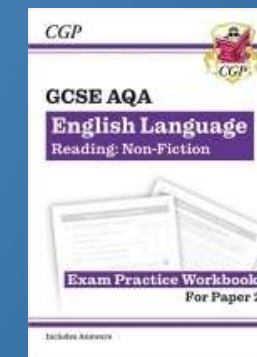 CGP
CGP
GCSE AQA
English Language
Reading: Non-Fiction
Exam Practice Workbook
For Paper 2
Includes Answers